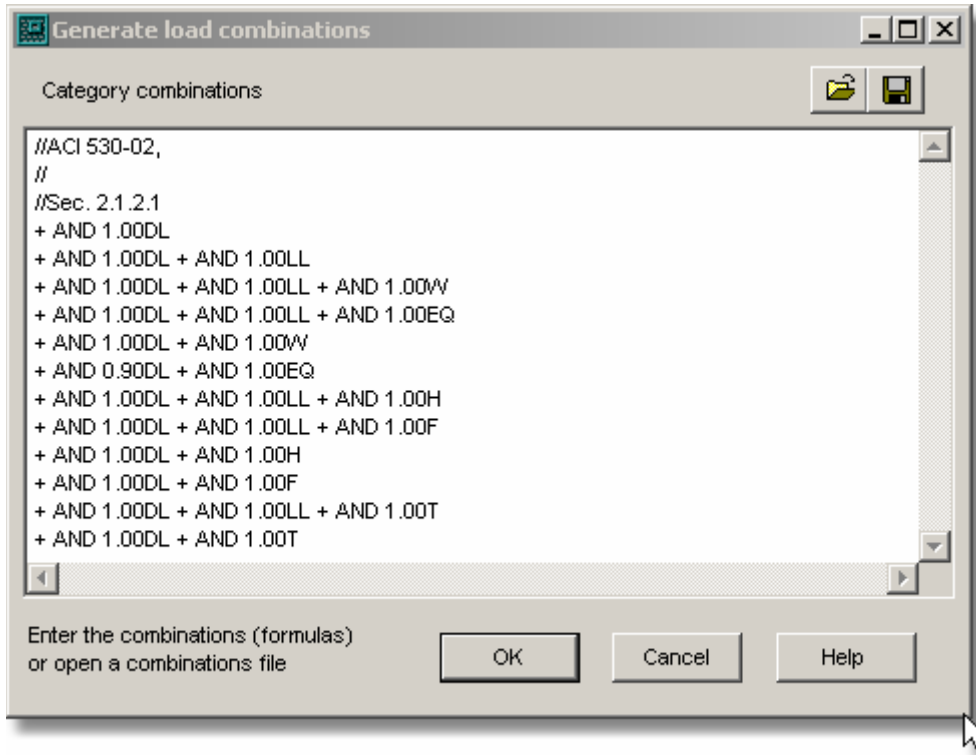 Generate load combinations
Category combinations
//ACI 530-02,
//
//Sec. 2.1.2.1
+ AND 1.00DL
+ AND 1.00DL + AND 1.00LL
+ AND 1.00DL + AND 1.00LL + AND 1.00W
+ AND 1.00DL + AND 1.00LL + AND 1.00EQ
+ AND 1.00DL + AND 1.00W
+ AND 0.90DL + AND 1.00EQ
+ AND 1.00DL + AND 1.00LL + AND 1.00H
+ AND 1.00DL + AND 1.00LL + AND 1.00F
+ AND 1.00DL + AND 1.00H
+ AND 1.00DL + AND 1.00F
+ AND 1.00DL + AND 1.00LL + AND 1.00T
+ AND 1.00DL + AND 1.00T
Enter the combinations (formulas)
or open a combinations file
OK
Cancel
Help